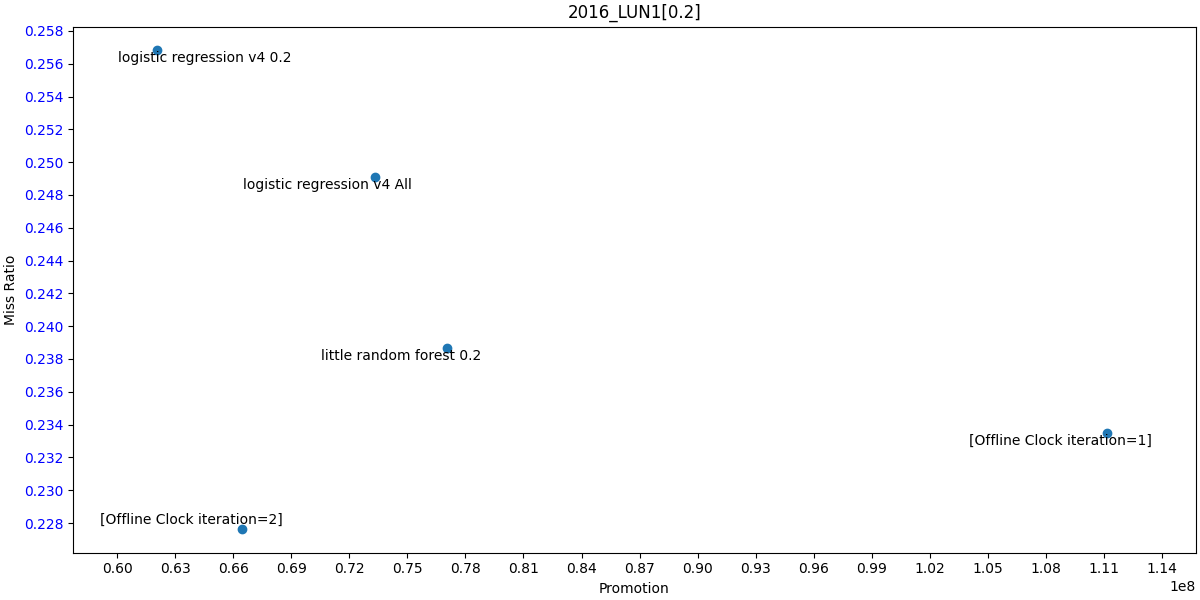 2016_LUN1[0.2]
0.258
0.256
0.254
0.252
0.250
0.248
0.246
0.244
0.242
0.240
0.238
0.236
0.234
0.232
0.230
0.228
Miss Ratio
logistic regression v4 0.2
logistic regression v4 All
little random forest 0.2
[Offline Clock iteration=1]
[Offline Clock iteration=2]
0.60 0.63 0.66 0.69 0.72 0.75 0.78 0.81 0.84 0.87 0.90 0.93 0.96 0.99 1.02 1.05 1.08 1.11 1.14
1e8
Promotion